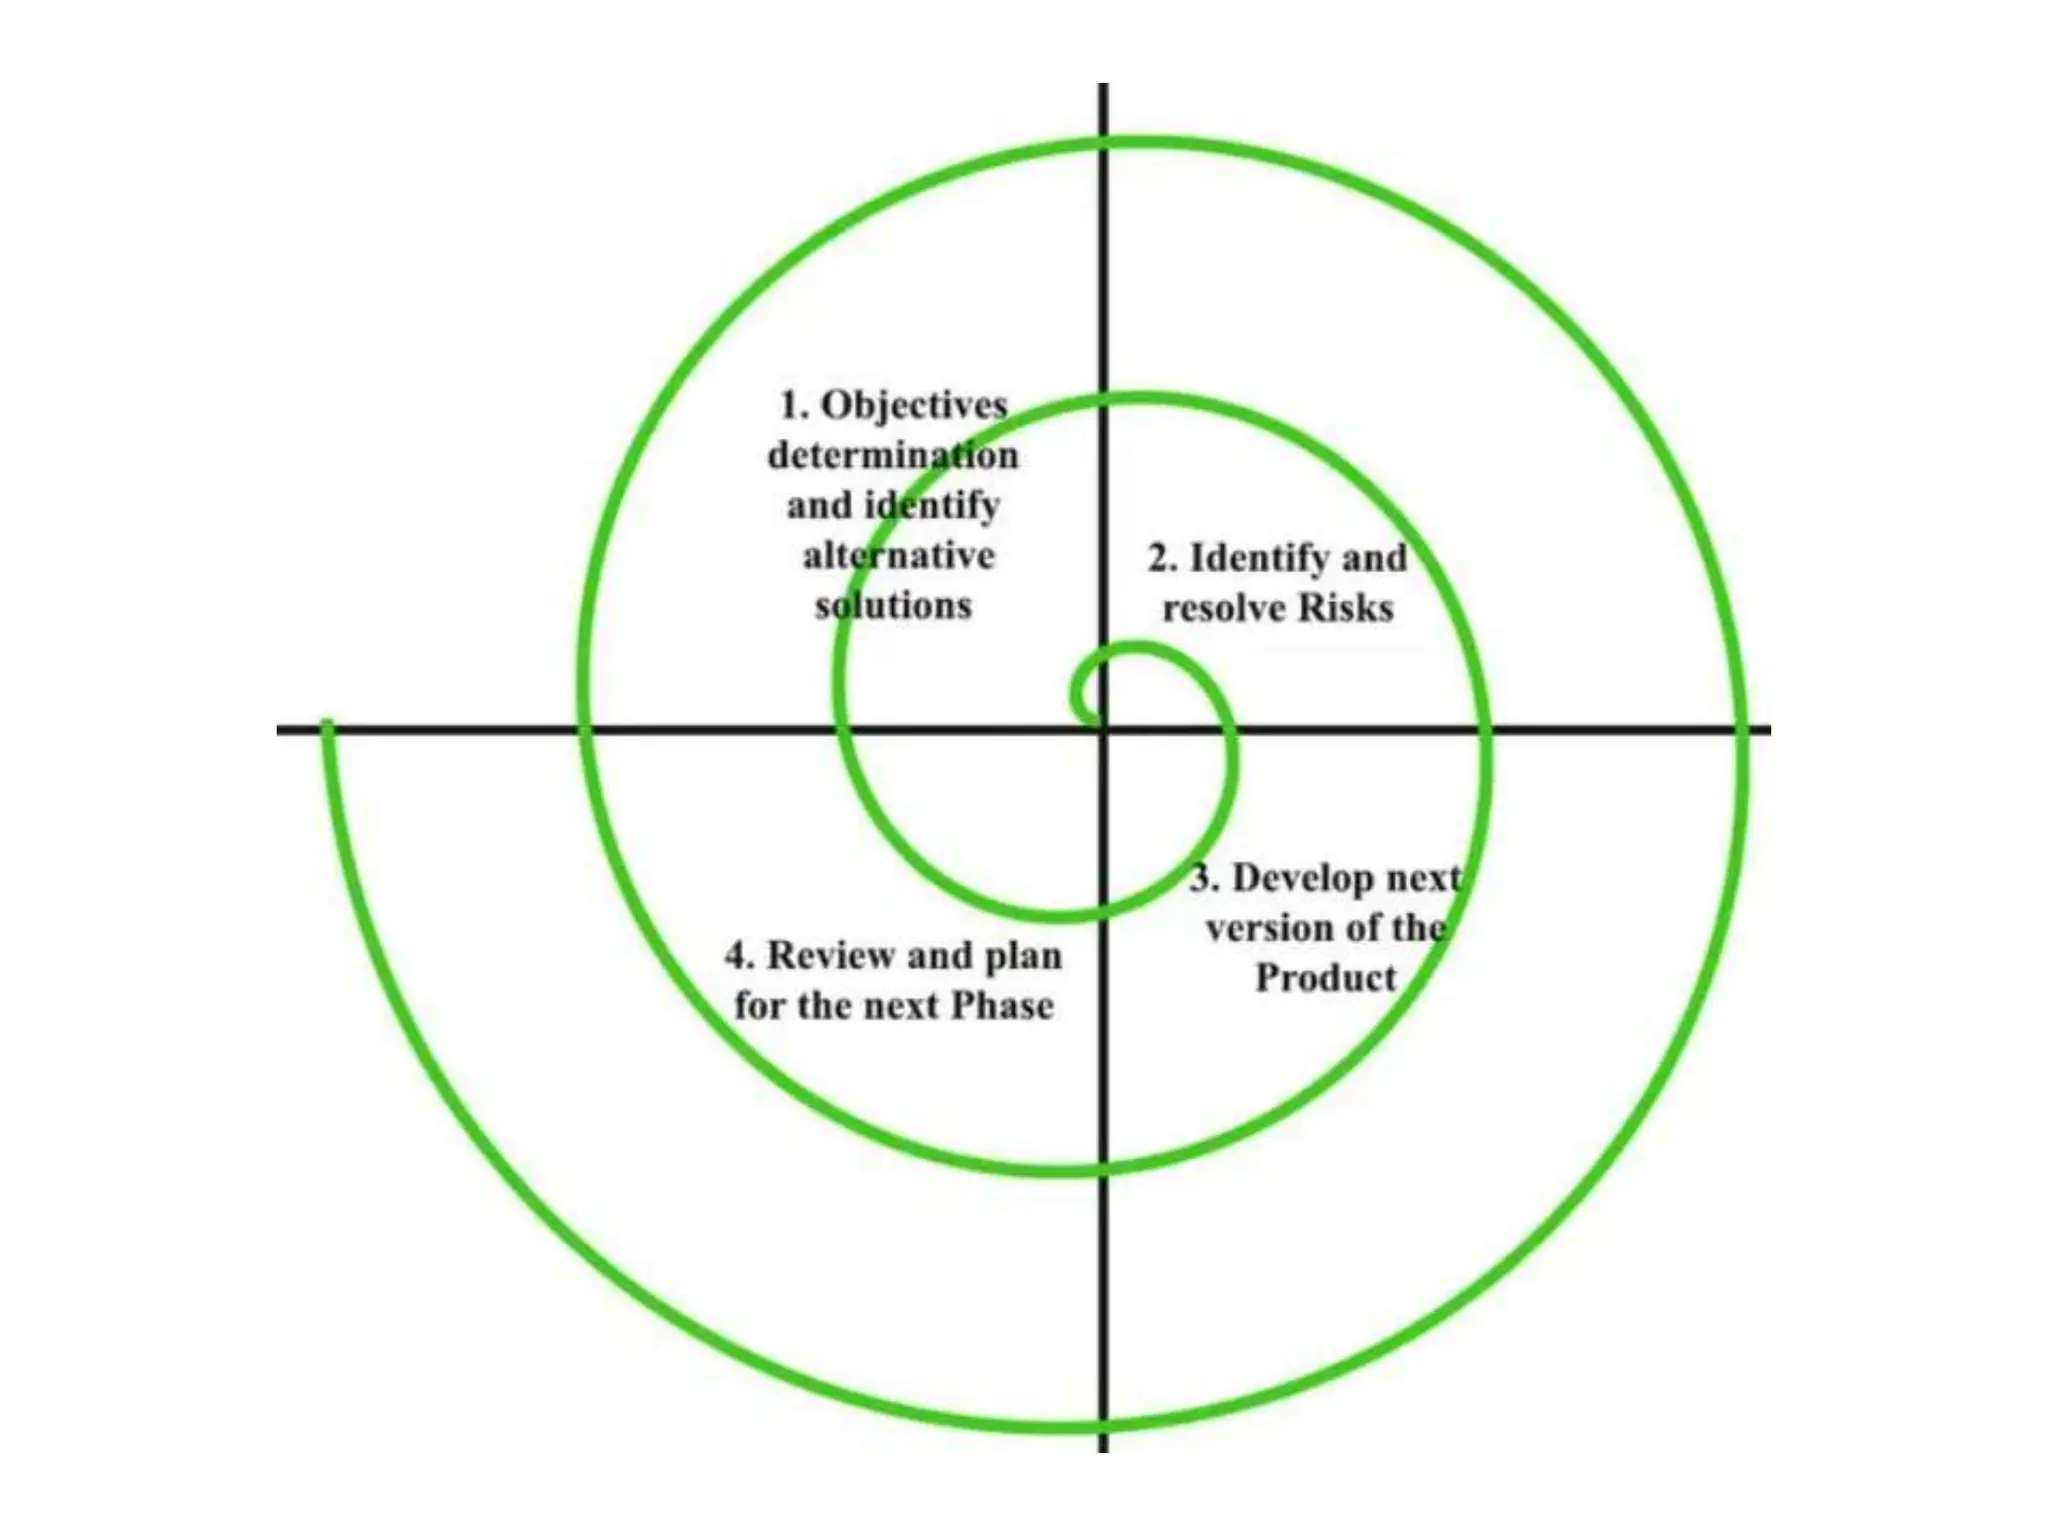 1. Objectives
determination
and identify
alternative
solutions
2. Identify and
resolve Risks
3. Develop next
version of the
Product
4. Review and plan
for the next Phase